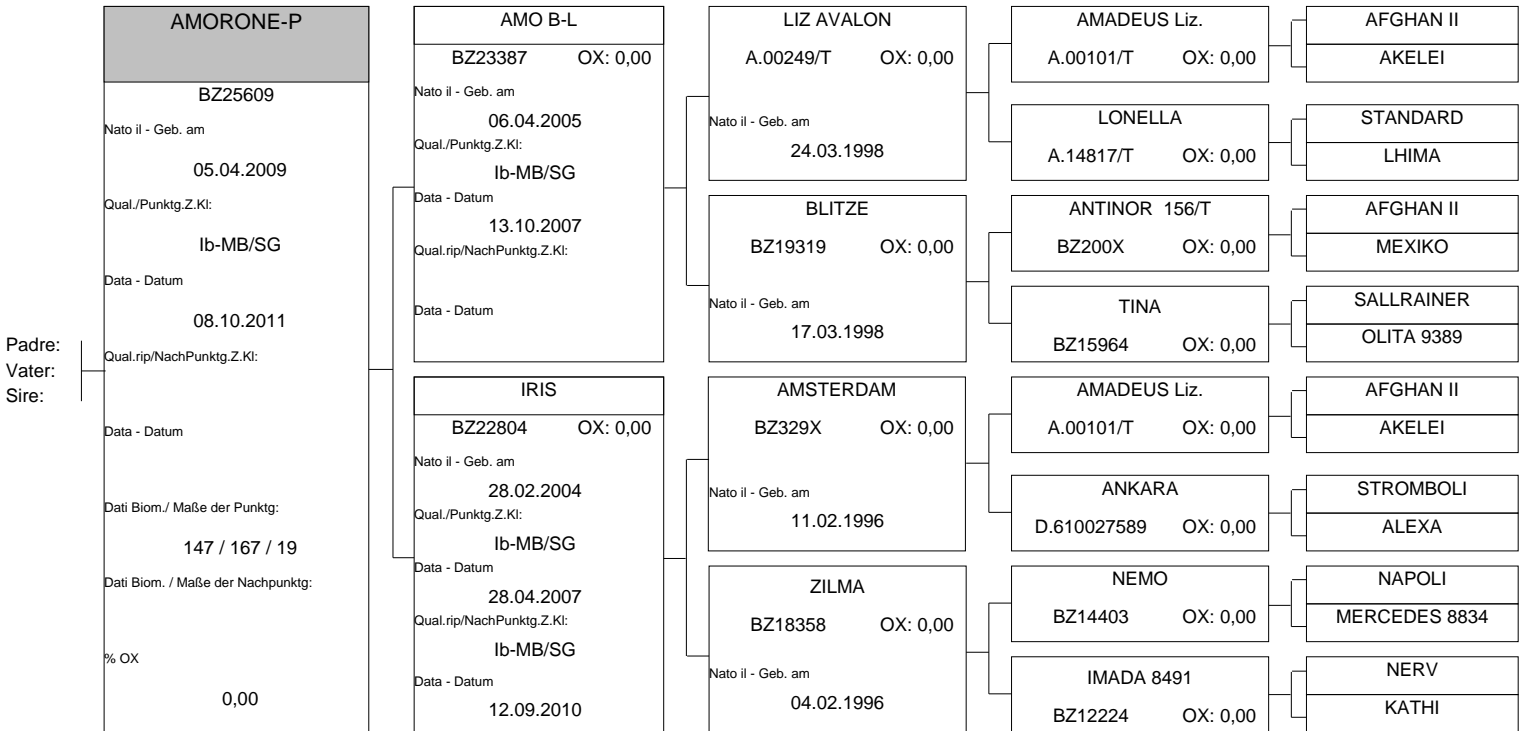 Padre:
Vater:
Sire:
AMORONE-P
BZ25609
Nato il - Geb. am
05.04.2009
Qual./Punktg.Z.Kl:
Ib-MB/SG
Data - Datum
08.10.2011
Qual.rip/NachPunktg.Z.Kl:
Data - Datum
Dati Biom./ Maße der Punktg:
147 / 167 / 19
Dati Biom. / Maße der Nachpunktg:
% OX
0,00
AMO B-L
BZ23387 OX: 0,00
Nato il - Geb. am
06.04.2005
Qual./Punktg.Z.Kl:
Ib-MB/SG
Data - Datum
13.10.2007
Qual.rip/NachPunktg.Z.Kl:
Data - Datum
IRIS
BZ22804 OX: 0,00
Nato il - Geb. am
28.02.2004
Qual./Punktg.Z.Kl:
Ib-MB/SG
Data - Datum
28.04.2007
Qual.rip/NachPunktg.Z.Kl:
Ib-MB/SG
Data - Datum
12.09.2010
LIZ AVALON
A.00249/T OX: 0,00
Nato il - Geb. am
24.03.1998
BLITZE
BZ19319 OX: 0,00
Nato il - Geb. am
17.03.1998
AMSTERDAM
BZ329X OX: 0,00
Nato il - Geb. am
11.02.1996
ZILMA
BZ18358 OX: 0,00
Nato il - Geb. am
04.02.1996
AMADEUS Liz.
A.00101/T OX: 0,00
LONELLA
A.14817/T OX: 0,00
ANTINOR 156/T
BZ200X OX: 0,00
TINA
BZ15964 OX: 0,00
AMADEUS Liz.
A.00101/T OX: 0,00
ANKARA
D.610027589 OX: 0,00
NEMO
BZ14403 OX: 0,00
IMADA 8491
BZ12224 OX: 0,00
AFGHAN II
AKELEI
STANDARD
LHIMA
AFGHAN II
MEXIKO
SALLRAINER
OLITA 9389
AFGHAN II
AKELEI
STROMBOLI
ALEXA
NAPOLI
MERCEDES 8834
NERV
KATHI